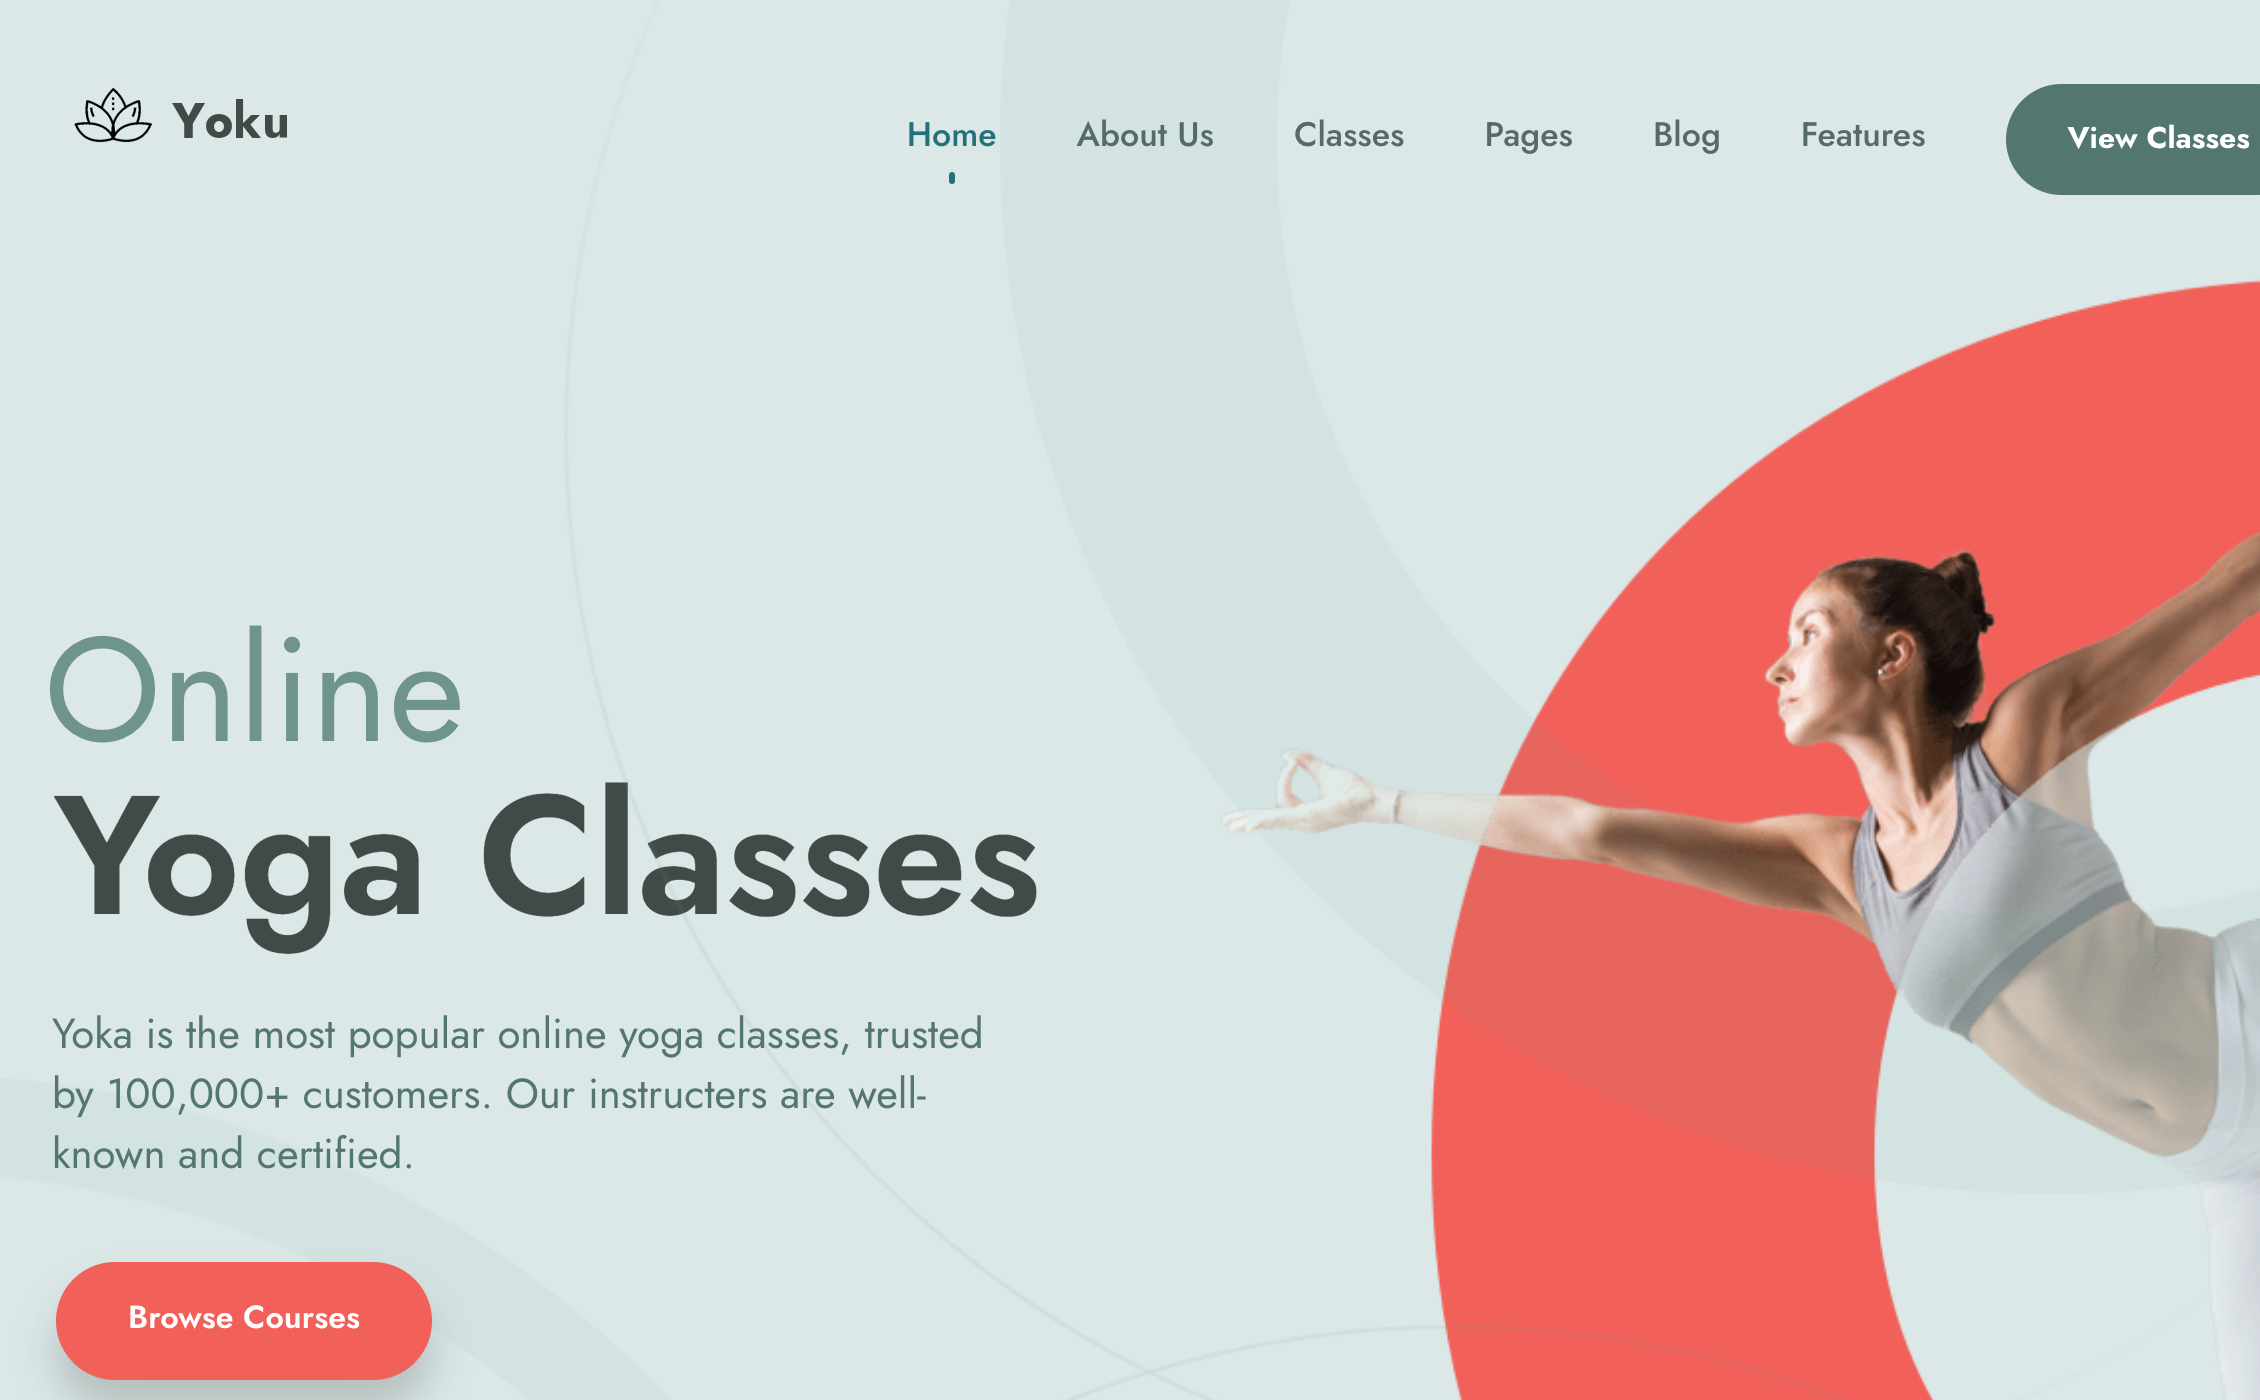 Yoku
Home About Us Classes Pages Blog Features View Classes
Online
Yoga Classes
Yoka is the most popular online yoga classes, trusted
by 100,000+ customers. Our instructers are well-
known and certified.
Browse Courses